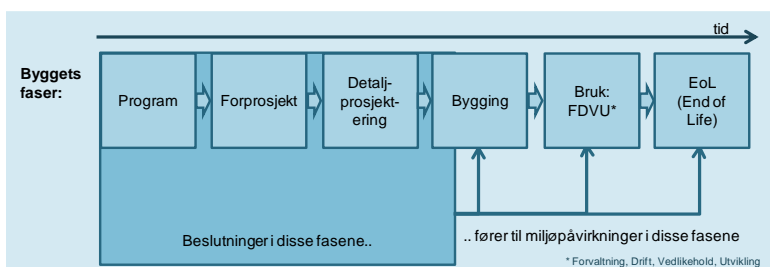 tid
Byggets
faser:
Program
Forprosjekt
Detalj-
prosjekt-
ering
Bygging
Bruk:
FDVU*
EoL
(End of
Life)
Beslutninger i disse fasene..
.. fører til miljøpåvirkninger i disse fasene
* Forvaltning, Drift, Vedlikehold, Utvikling